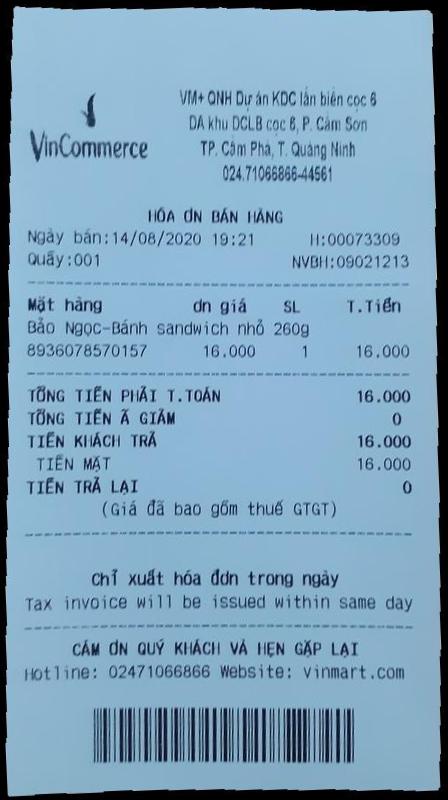 VinCommerce
VM+ QNH Dự án KDC lấn biển cọc 6
DA khu DCLB cọc 6, P. Cẩm Sơn
TP. Cẩm Phả, T. Quảng Ninh
024.71066866-44561
HÓA ƠN BÁN HÀNG
Ngày bán:14/08/2020 19:21 H:00073309
Quầy:001 NVBH:09021213
Mặt hàng ơn giá SL T.Tiền
Bảo Ngọc-Bánh sandwich nhỏ 260g
8936078570157 16.000 1 16.000
TỔNG TIỀN PHẢI T.TOÁN 16.000
TỔNG TIỀN Ã GIẢM 0
TIỀN KHÁCH TRẢ 16.000
TIỀN MẶT 16.000
TIỀN TRẢ LẠI 0
(Giá đã bao gồm thuế GTGT)
Chỉ xuất hóa đơn trong ngày
Tax invoice will be issued within same day
CẢM ƠN QUÝ KHÁCH VÀ HẸN GẶP LẠI
Hotline: 02471066866 Website: vinmart.com